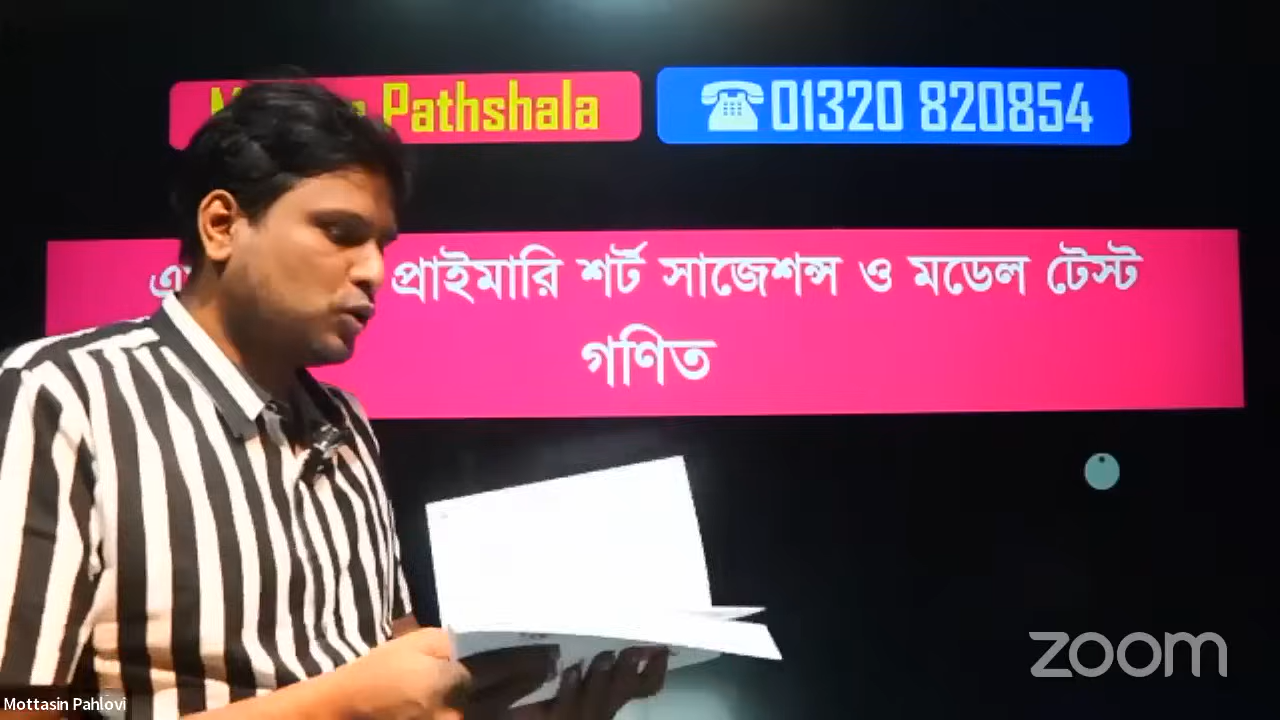 Pathshala
01320 820854
প্রাইমারি শর্ট সাজেশন্স ও মডেল টেস্ট
গণিত
zoom
Mottasin Pahlovi